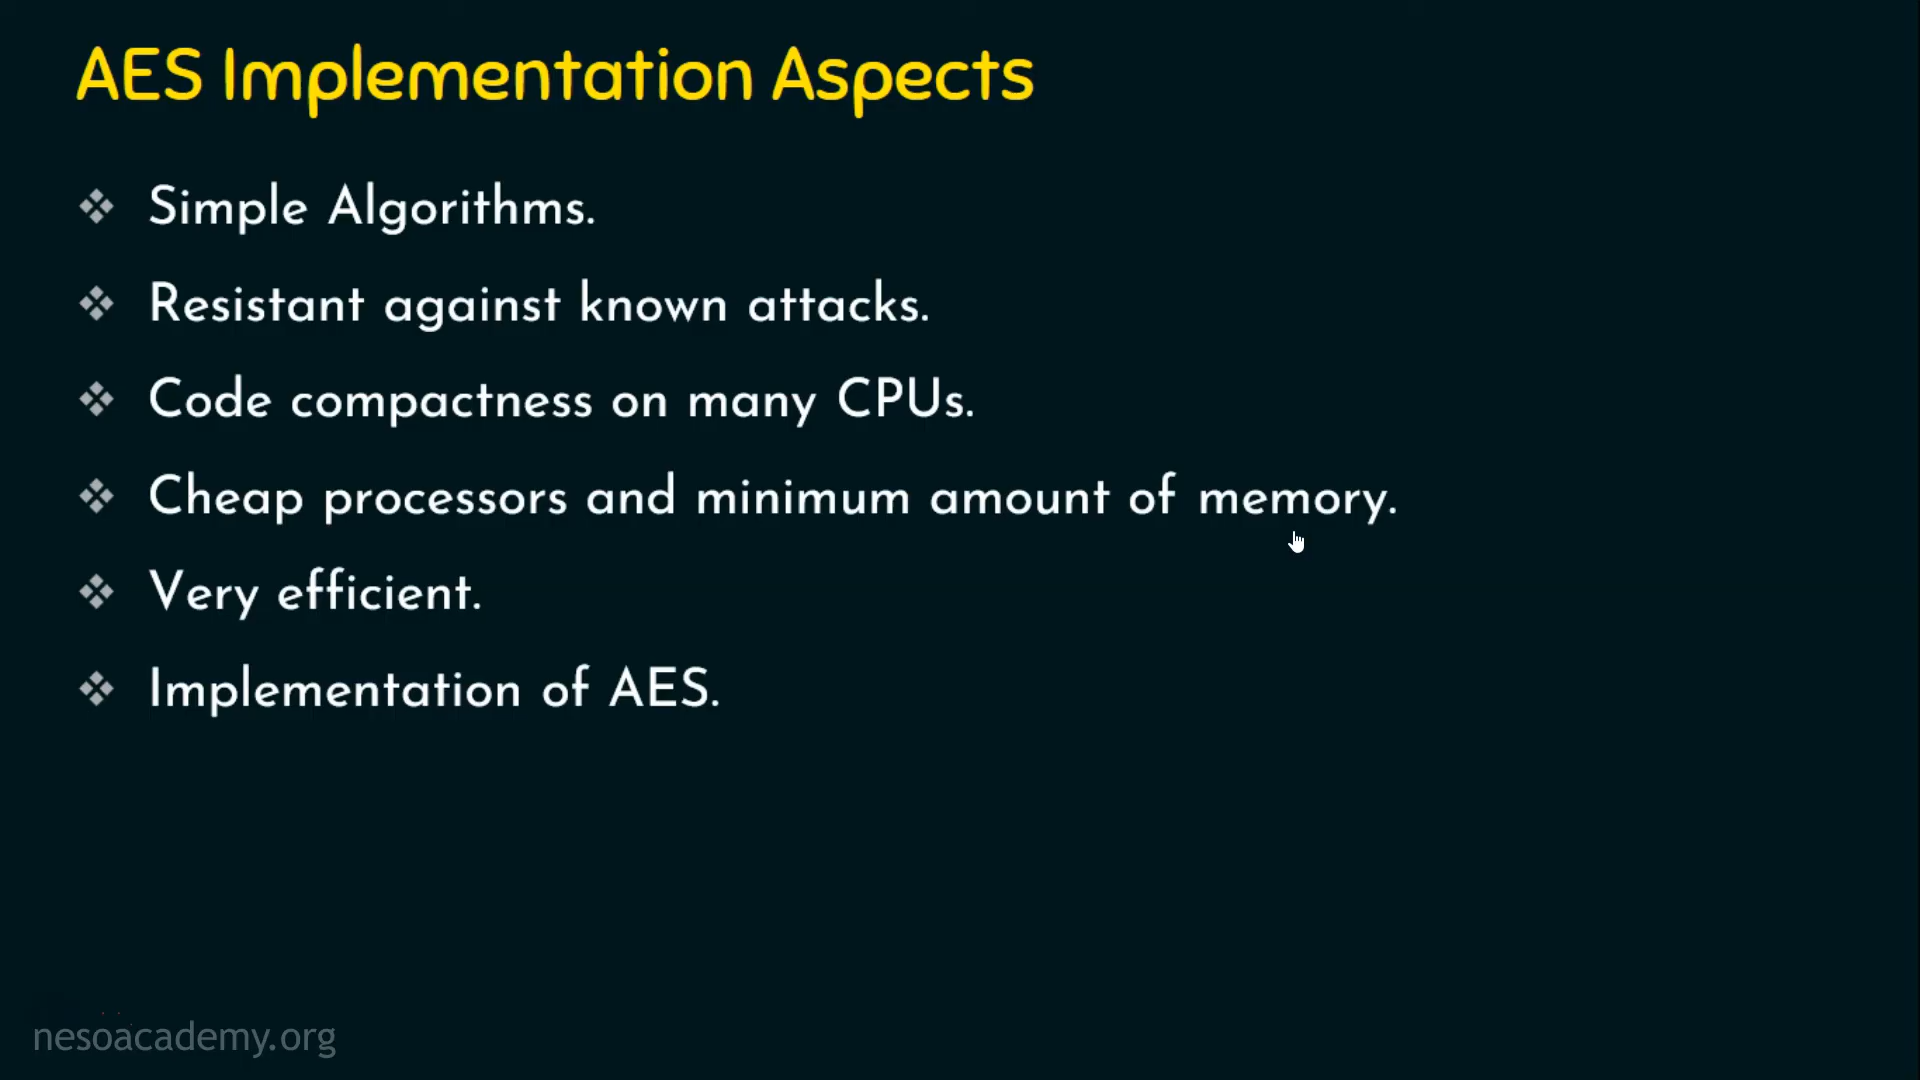 AES Implementation Aspects
Simple Algorithms.
Resistant against known attacks.
Code compactness on many CPUs.
Cheap processors and minimum amount of memory.
Very efficient.
Implementation of AES.
nesoacademy.org